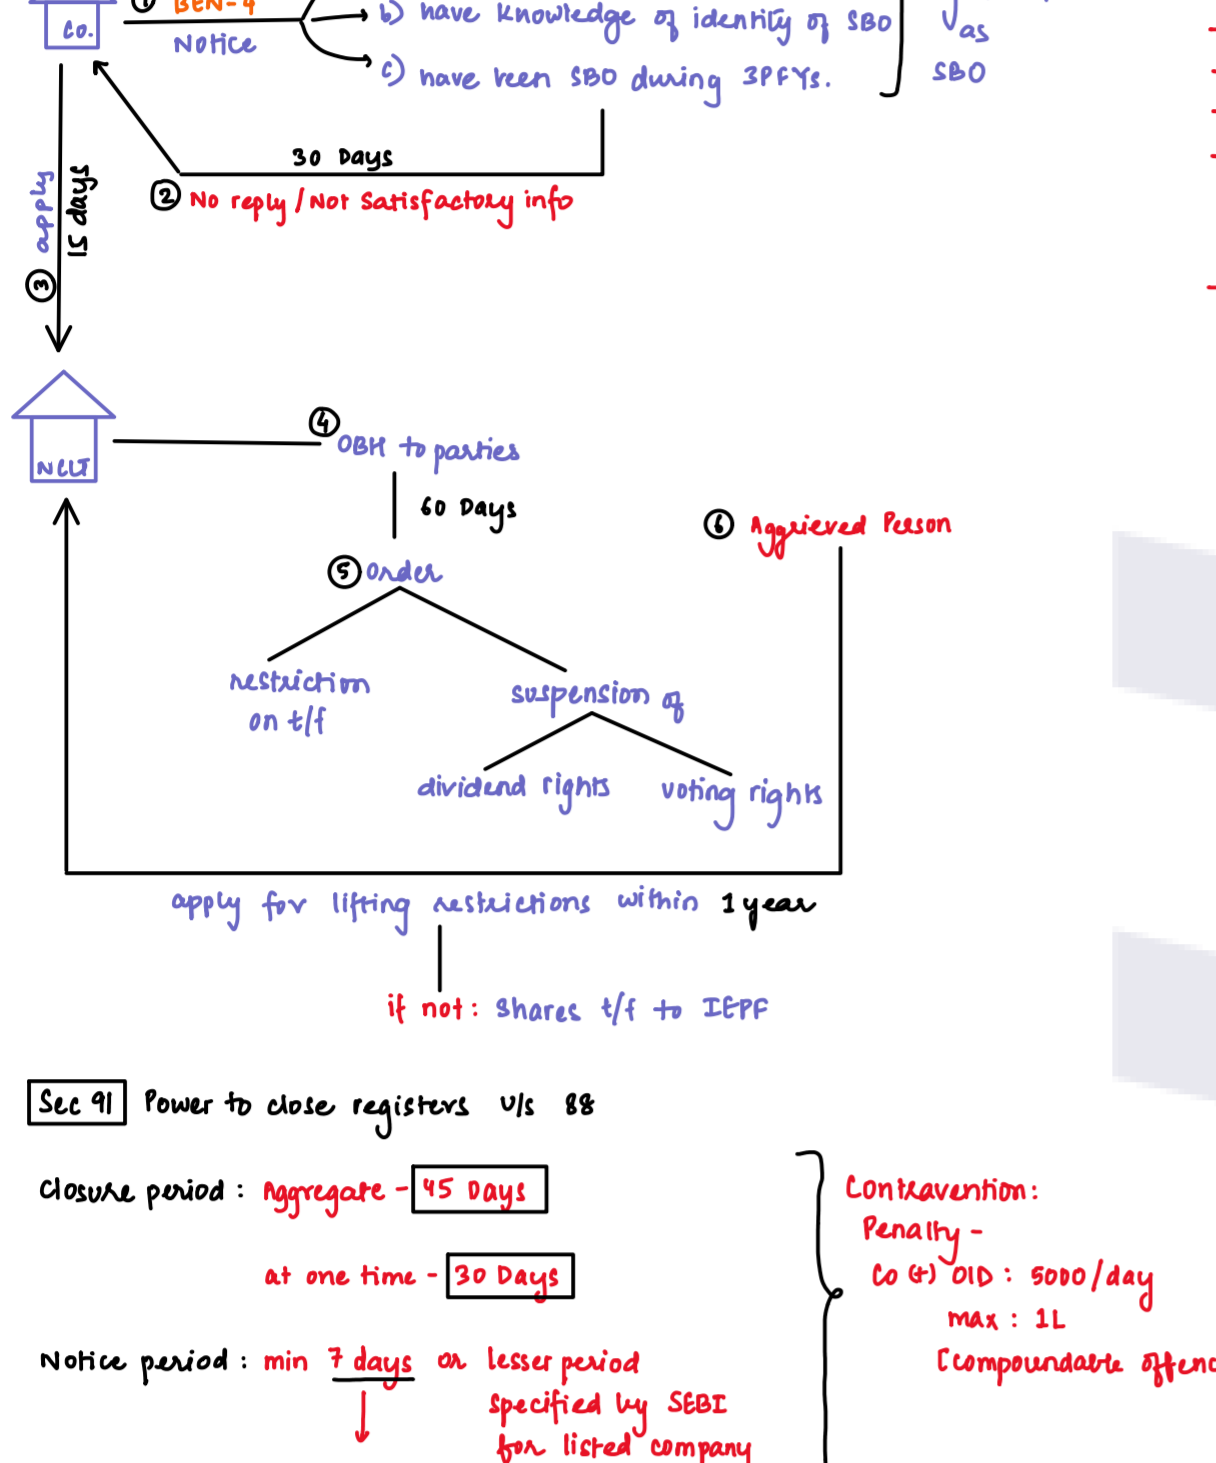 ① BEN-4
Co.
Notice
b) have knowledge of identity of SBO
c) have been SBO during 3PFYs.
as
SBO
30 Days
② No reply / Not satisfactory info
③ apply
15 days
NCLT
④ OBH to parties
60 Days
⑤ Order
restriction
on t/f
suspension of
dividend rights
voting rights
⑥ Aggrieved Person
apply for lifting restrictions within 1 year
if not: Shares t/f to IEPF
Sec 91 Power to close registers u/s 88
Closure period: Aggregate - 45 Days
at one time - 30 Days
Notice period: min 7 days or lesser period
specified by SEBI
for listed company
Contravention:
Penalty -
Co (+) OID: 5000/day
max: 1L
[compoundable offenc